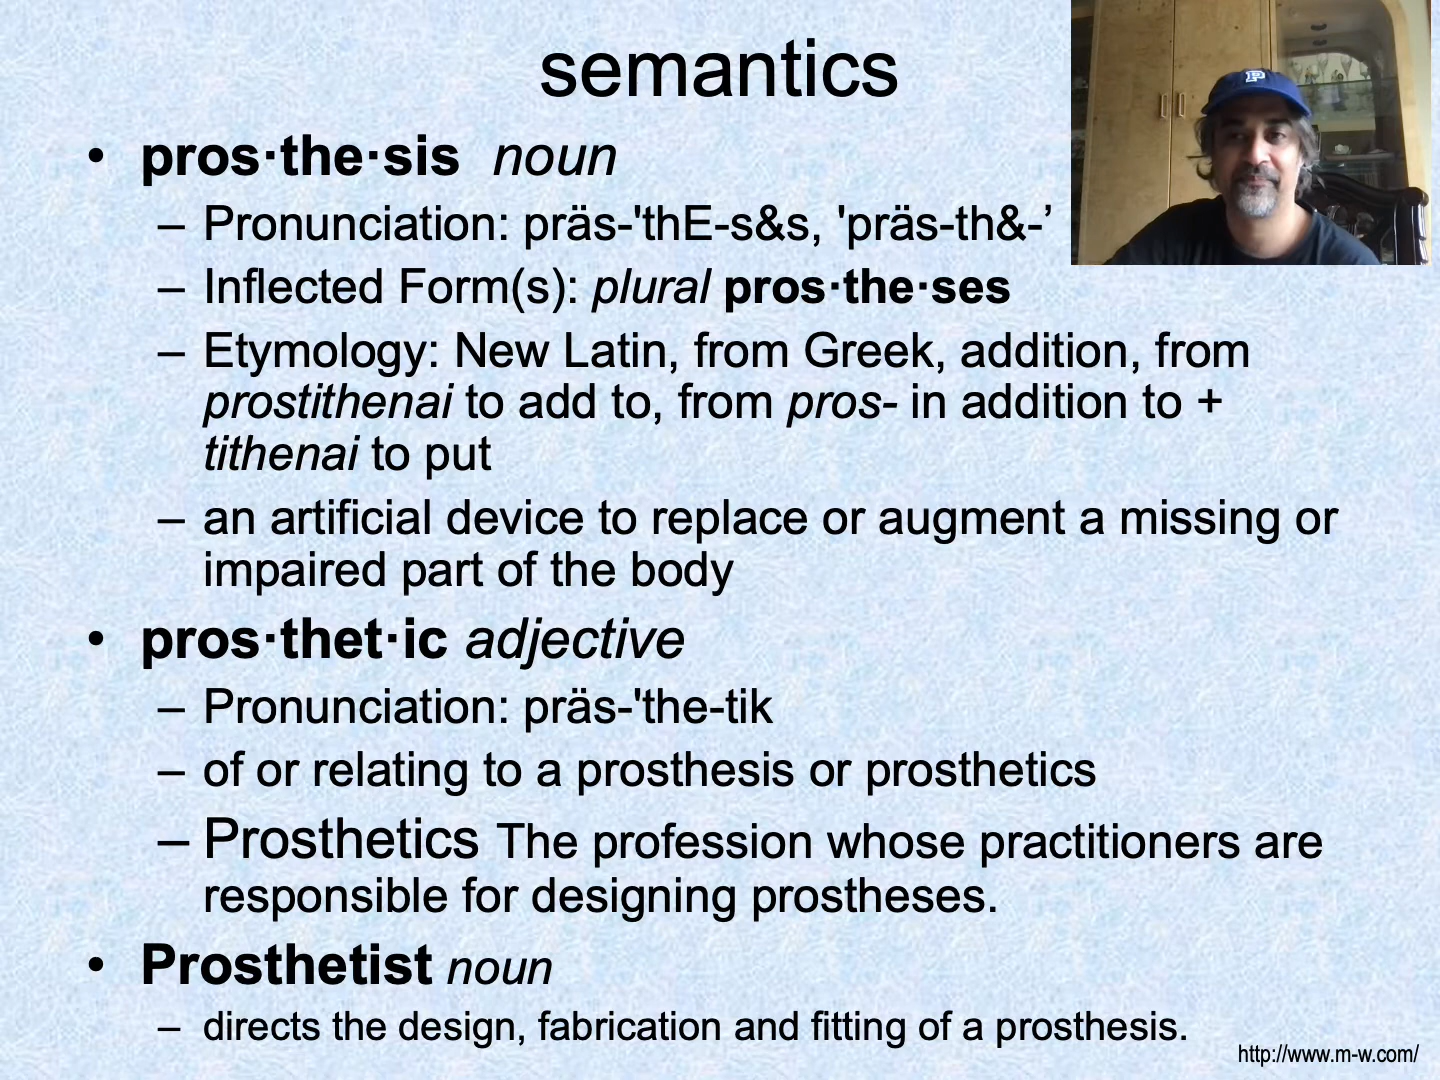 semantics
P
• pros·the·sis noun
– Pronunciation: präs-'thE-s&s, 'präs-th&-’
– Inflected Form(s): plural pros·the·ses
– Etymology: New Latin, from Greek, addition, from
prostithenai to add to, from pros- in addition to +
tithenai to put
– an artificial device to replace or augment a missing or
impaired part of the body
• pros·thet·ic adjective
– Pronunciation: präs-'the-tik
– of or relating to a prosthesis or prosthetics
– Prosthetics The profession whose practitioners are
responsible for designing prostheses.
• Prosthetist noun
– directs the design, fabrication and fitting of a prosthesis.
http://www.m-w.com/